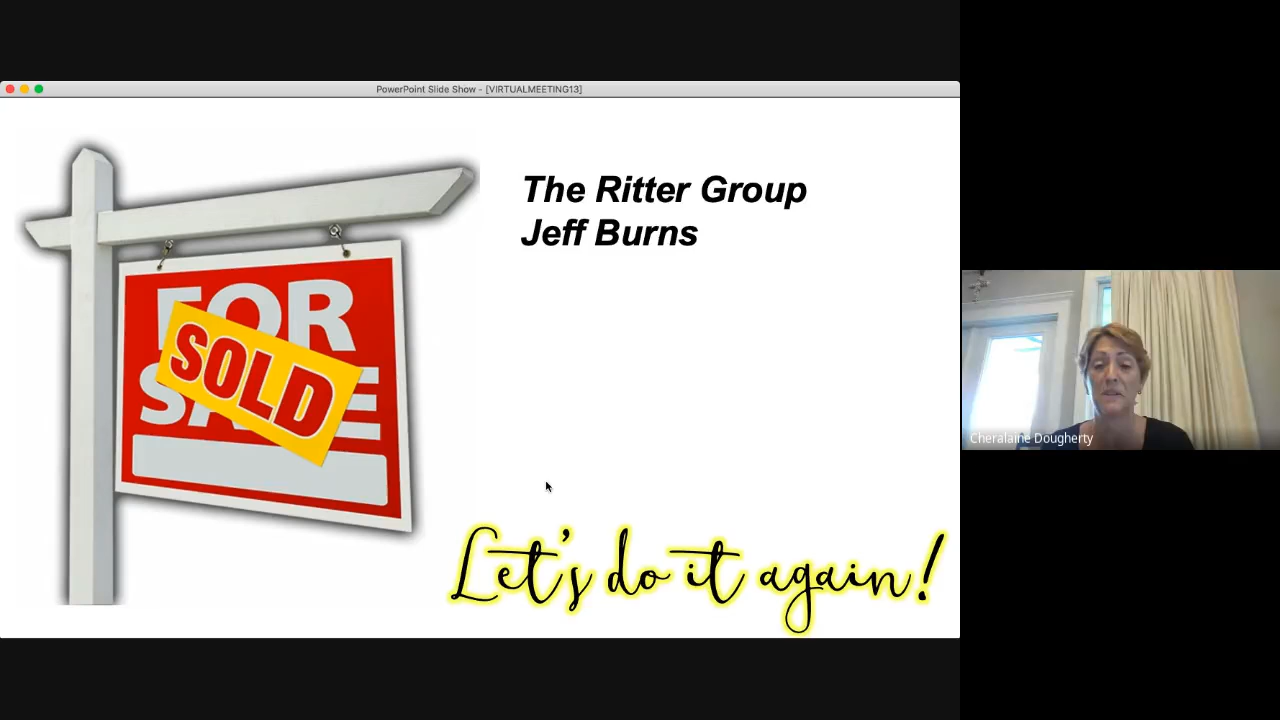 PowerPoint Slide Show - [VIRTUALMEETING13]
The Ritter Group
Jeff Burns
FOR
SALE
SOLD
Let's do it again!
Cheralaine Dougherty